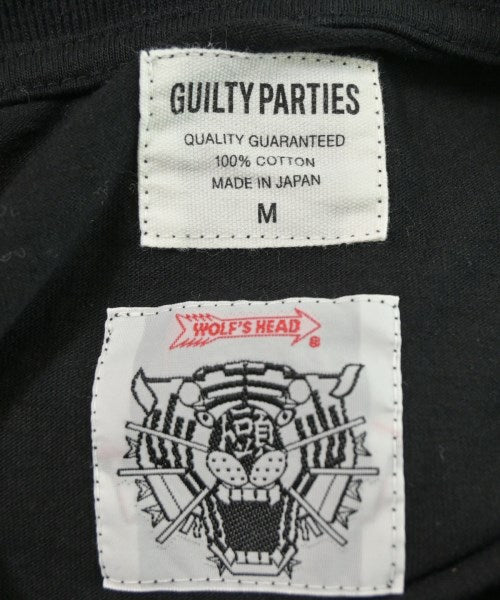 GUILTY PARTIES
QUALITY GUARANTEED
100% COTTON
MADE IN JAPAN
M
WOLF'S HEAD
®